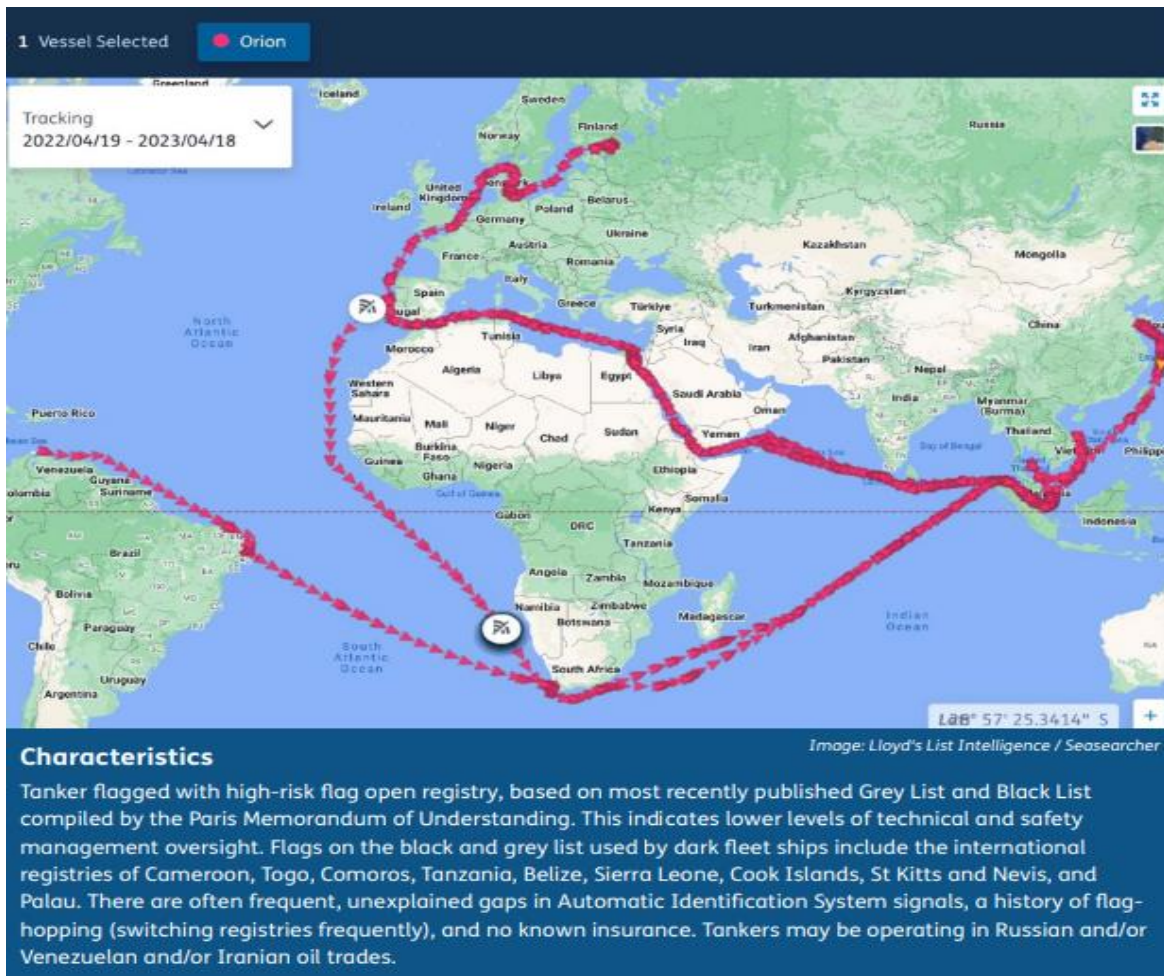 1 Vessel Selected
Orion
Tracking
2022/04/19 - 2023/04/18
Greenland
Iceland
Sweden
Norway
Finland
Russia
United
Kingdom
Ireland
Poland
Belarus
Germany
Ukraine
Austria
France
Romania
Kazakhstan
Mongolia
Italy
Spain
Greece
Türkiye
Turkmenistan
Kyrgyzstan
China
North
Atlantic
Ocean
Tunisia
Syria
Iraq
Iran
Afghanistan
Pakistan
Morocco
Nepal
Algeria
Libya
Egypt
Western
Sahara
Saudi Arabia
India
Myanmar
(Burma)
Oman
Puerto Rico
Mauritania
Mali
Niger
Chad
Sudan
Yemen
Thailand
Bay of Bengal
Burkina
Faso
Guinea
Nigeria
Ghana
Ethiopia
Venezuela
Guyana
Suriname
Gulf of Guinea
Somalia
Gabon
Kenya
DRC
Indonesia
Tanzania
Brazil
Angola
Zambia
Mozambique
Bolivia
Namibia
Zimbabwe
Botswana
Madagascar
Indian
Ocean
Paraguay
Chile
South
Atlantic
Ocean
South Africa
Uruguay
Argentina
57' 25.3414" S
+
Characteristics
Image: Lloyd's List Intelligence / Seasearcher
Tanker flagged with high-risk flag open registry, based on most recently published Grey List and Black List
compiled by the Paris Memorandum of Understanding. This indicates lower levels of technical and safety
management oversight. Flags on the black and grey list used by dark fleet ships include the international
registries of Cameroon, Togo, Comoros, Tanzania, Belize, Sierra Leone, Cook Islands, St Kitts and Nevis, and
Palau. There are often frequent, unexplained gaps in Automatic Identification System signals, a history of flag-
hopping (switching registries frequently), and no known insurance. Tankers may be operating in Russian and/or
Venezuelan and/or Iranian oil trades.